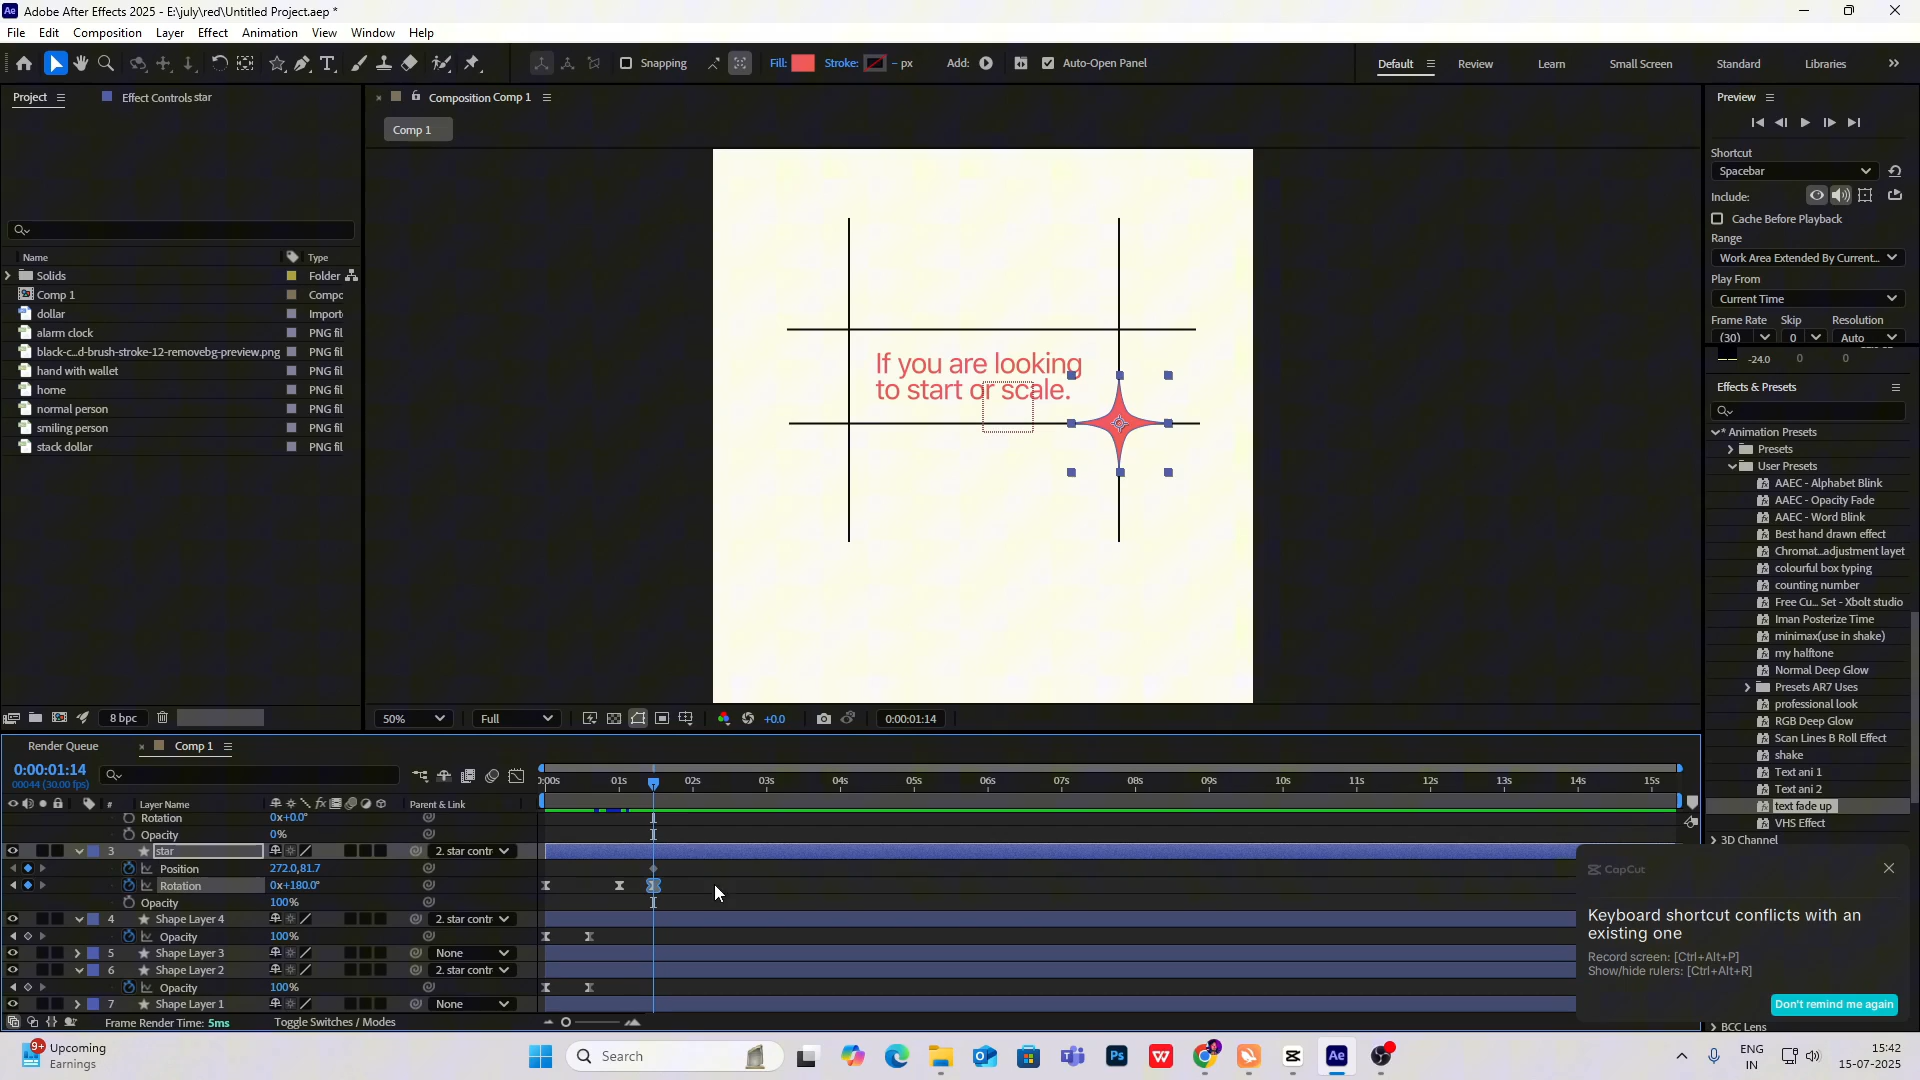 Adobe After Effects 2025 - E:\july\red\Untitled Project.aep *
File Edit Composition Layer Effect Animation View Window Help
Snapping Fill: Stroke: - px Add: Auto-Open Panel Default Review Learn Small Screen Standard Libraries
Project Effect Controls star
Composition Comp 1
Comp 1
Name Type
Solids Folder
Comp 1 Compc
dollar Import
alarm clock PNG fil
black-c...d-brush-stroke-12-removebg-preview.png PNG fil
hand with wallet PNG fil
home PNG fil
normal person PNG fil
smiling person PNG fil
stack dollar PNG fil
8 bpc
If you are looking
to start or scale.
50% Full +0.0 0:00:01:14
Preview
Shortcut
Spacebar
Include:
Cache Before Playback
Range
Work Area Extended By Current...
Play From
Current Time
Frame Rate Skip Resolution
(30) 0 Auto
-24.0 0 0
Effects & Presets
* Animation Presets
Presets
User Presets
AAEC - Alphabet Blink
AAEC - Opacity Fade
AAEC - Word Blink
Best hand drawn effect
Chromat...adjustment layet
colourful box typing
counting number
Free Cu... Set - Xbolt studio
Iman Posterize Time
minimax(use in shake)
my halftone
Normal Deep Glow
Presets AR7 Uses
professional look
RGB Deep Glow
Scan Lines B Roll Effect
shake
Text ani 1
Text ani 2
text fade up
VHS Effect
3D Channel
BCC Lens
Render Queue Comp 1
0:00:01:14
00044 (30.00 fps)
:00s 01s 02s 03s 04s 05s 06s 07s 08s 09s 10s 11s 12s 13s 14s 15s
# Layer Name Parent & Link
Rotation 0x+0.0°
Opacity 0%
3 star 2. star contr
Position 272.0,81.7
Rotation 0x+180.0°
Opacity 100%
4 Shape Layer 4 2. star contr
Opacity 100%
5 Shape Layer 3 None
6 Shape Layer 2 2. star contr
Opacity 100%
7 Shape Layer 1 None
Frame Render Time: 5ms Toggle Switches / Modes
CapCut
Keyboard shortcut conflicts with an
existing one
Record screen: [Ctrl+Alt+P]
Show/hide rulers: [Ctrl+Alt+R]
Don't remind me again
9+ Upcoming
Earnings
Search
ENG
IN
15:42
15-07-2025